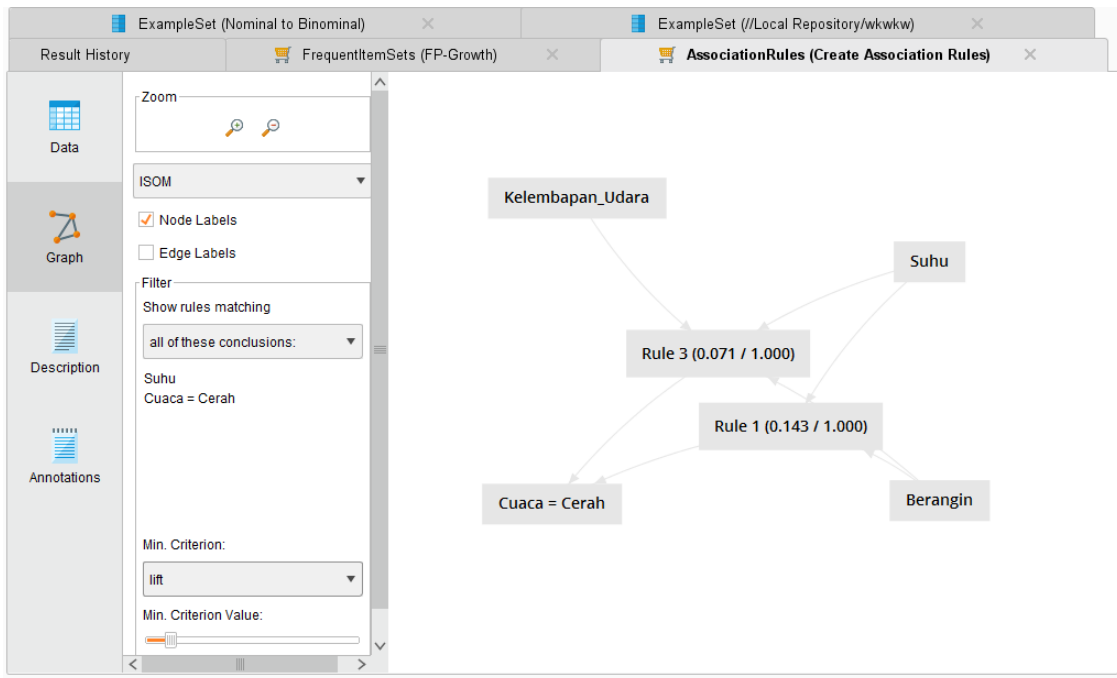 ExampleSet (Nominal to Binominal)
ExampleSet (//Local Repository/wkwkw)
Result History
FrequentItemSets (FP-Growth)
AssociationRules (Create Association Rules)
Data
Graph
Description
Annotations
Zoom
ISOM
Node Labels
Edge Labels
Filter
Show rules matching
all of these conclusions:
Suhu
Cuaca = Cerah
Min. Criterion:
lift
Min. Criterion Value:
Kelembapan_Udara
Suhu
Rule 3 (0.071 / 1.000)
Rule 1 (0.143 / 1.000)
Cuaca = Cerah
Berangin